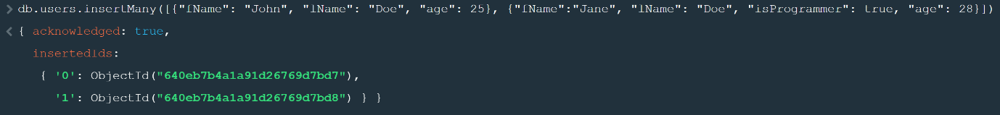 > db.users.insertMany([{"fName": "John", "lName": "Doe", "age": 25}, {"fName":"Jane", "lName": "Doe", "isProgrammer": true, "age": 28}])
< { acknowledged: true,
insertedIds:
{ '0': ObjectId("640eb7b4a1a91d26769d7bd7"),
'1': ObjectId("640eb7b4a1a91d26769d7bd8") } }